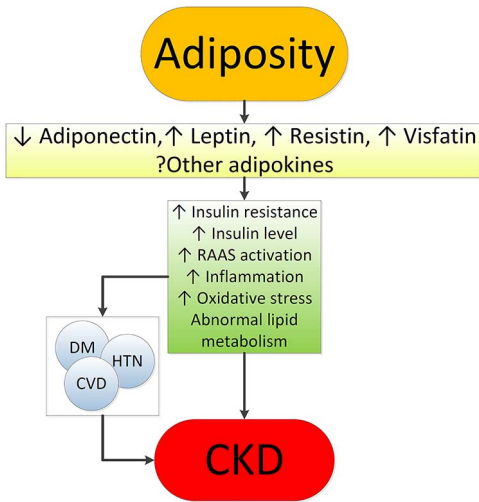 Adiposity
↓ Adiponectin,↑ Leptin, ↑ Resistin, ↑ Visfatin
?Other adipokines
↑ Insulin resistance
↑ Insulin level
↑ RAAS activation
↑ Inflammation
↑ Oxidative stress
Abnormal lipid
metabolism
DM
HTN
CVD
CKD